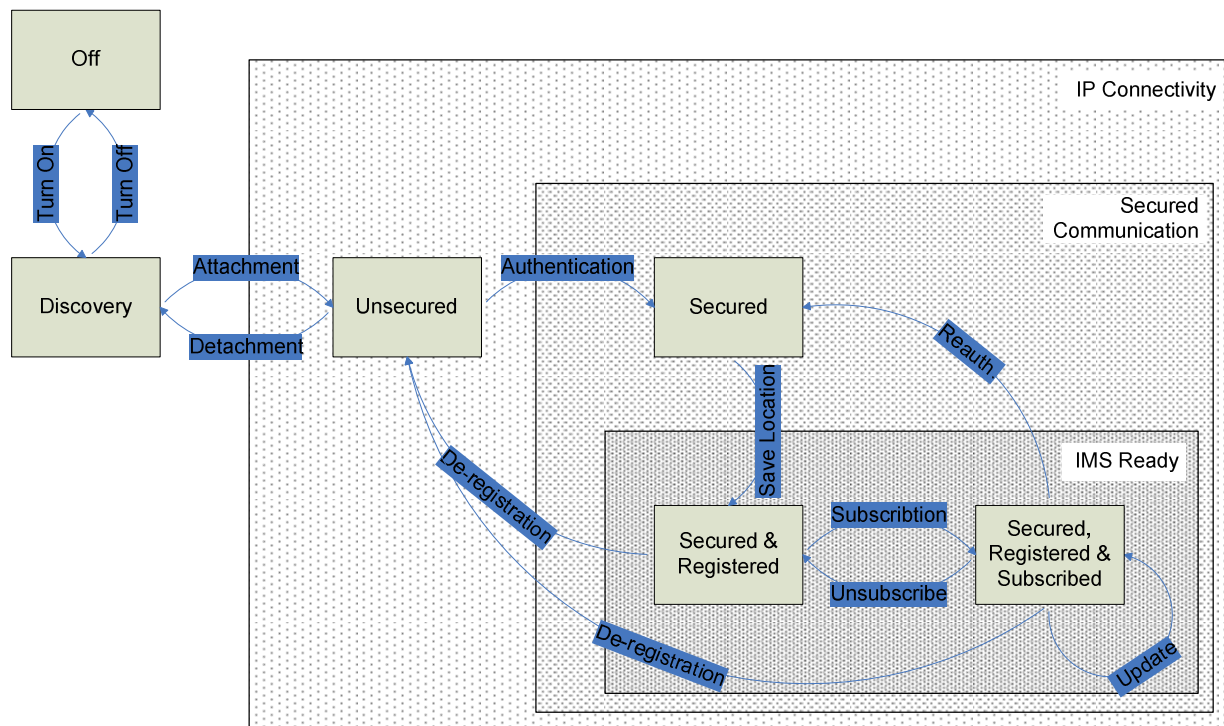 Off
IP Connectivity
Turn On
Turn Off
Secured
Communication
Discovery
Attachment
Detachment
Unsecured
Authentication
Secured
Reauth.
Save Location
IMS Ready
De-registration
Secured &
Registered
Subscribtion
Unsubscribe
Secured,
Registered &
Subscribed
De-registration
Update